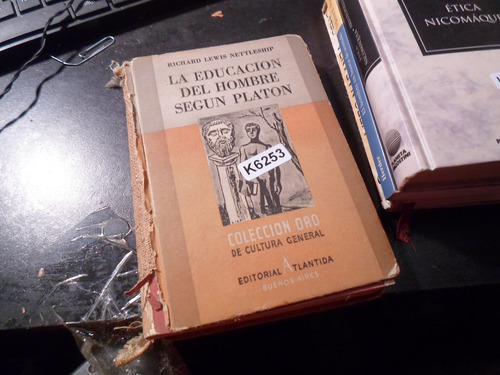 RICHARD LEWIS NETTLESHIP
LA EDUCACION
DEL HOMBRE
SEGUN PLATON
K6253
COLECCION ORO
DE CULTURA GENERAL
EDITORIAL ATLANTIDA
BUENOS AIRES
ÉTICA